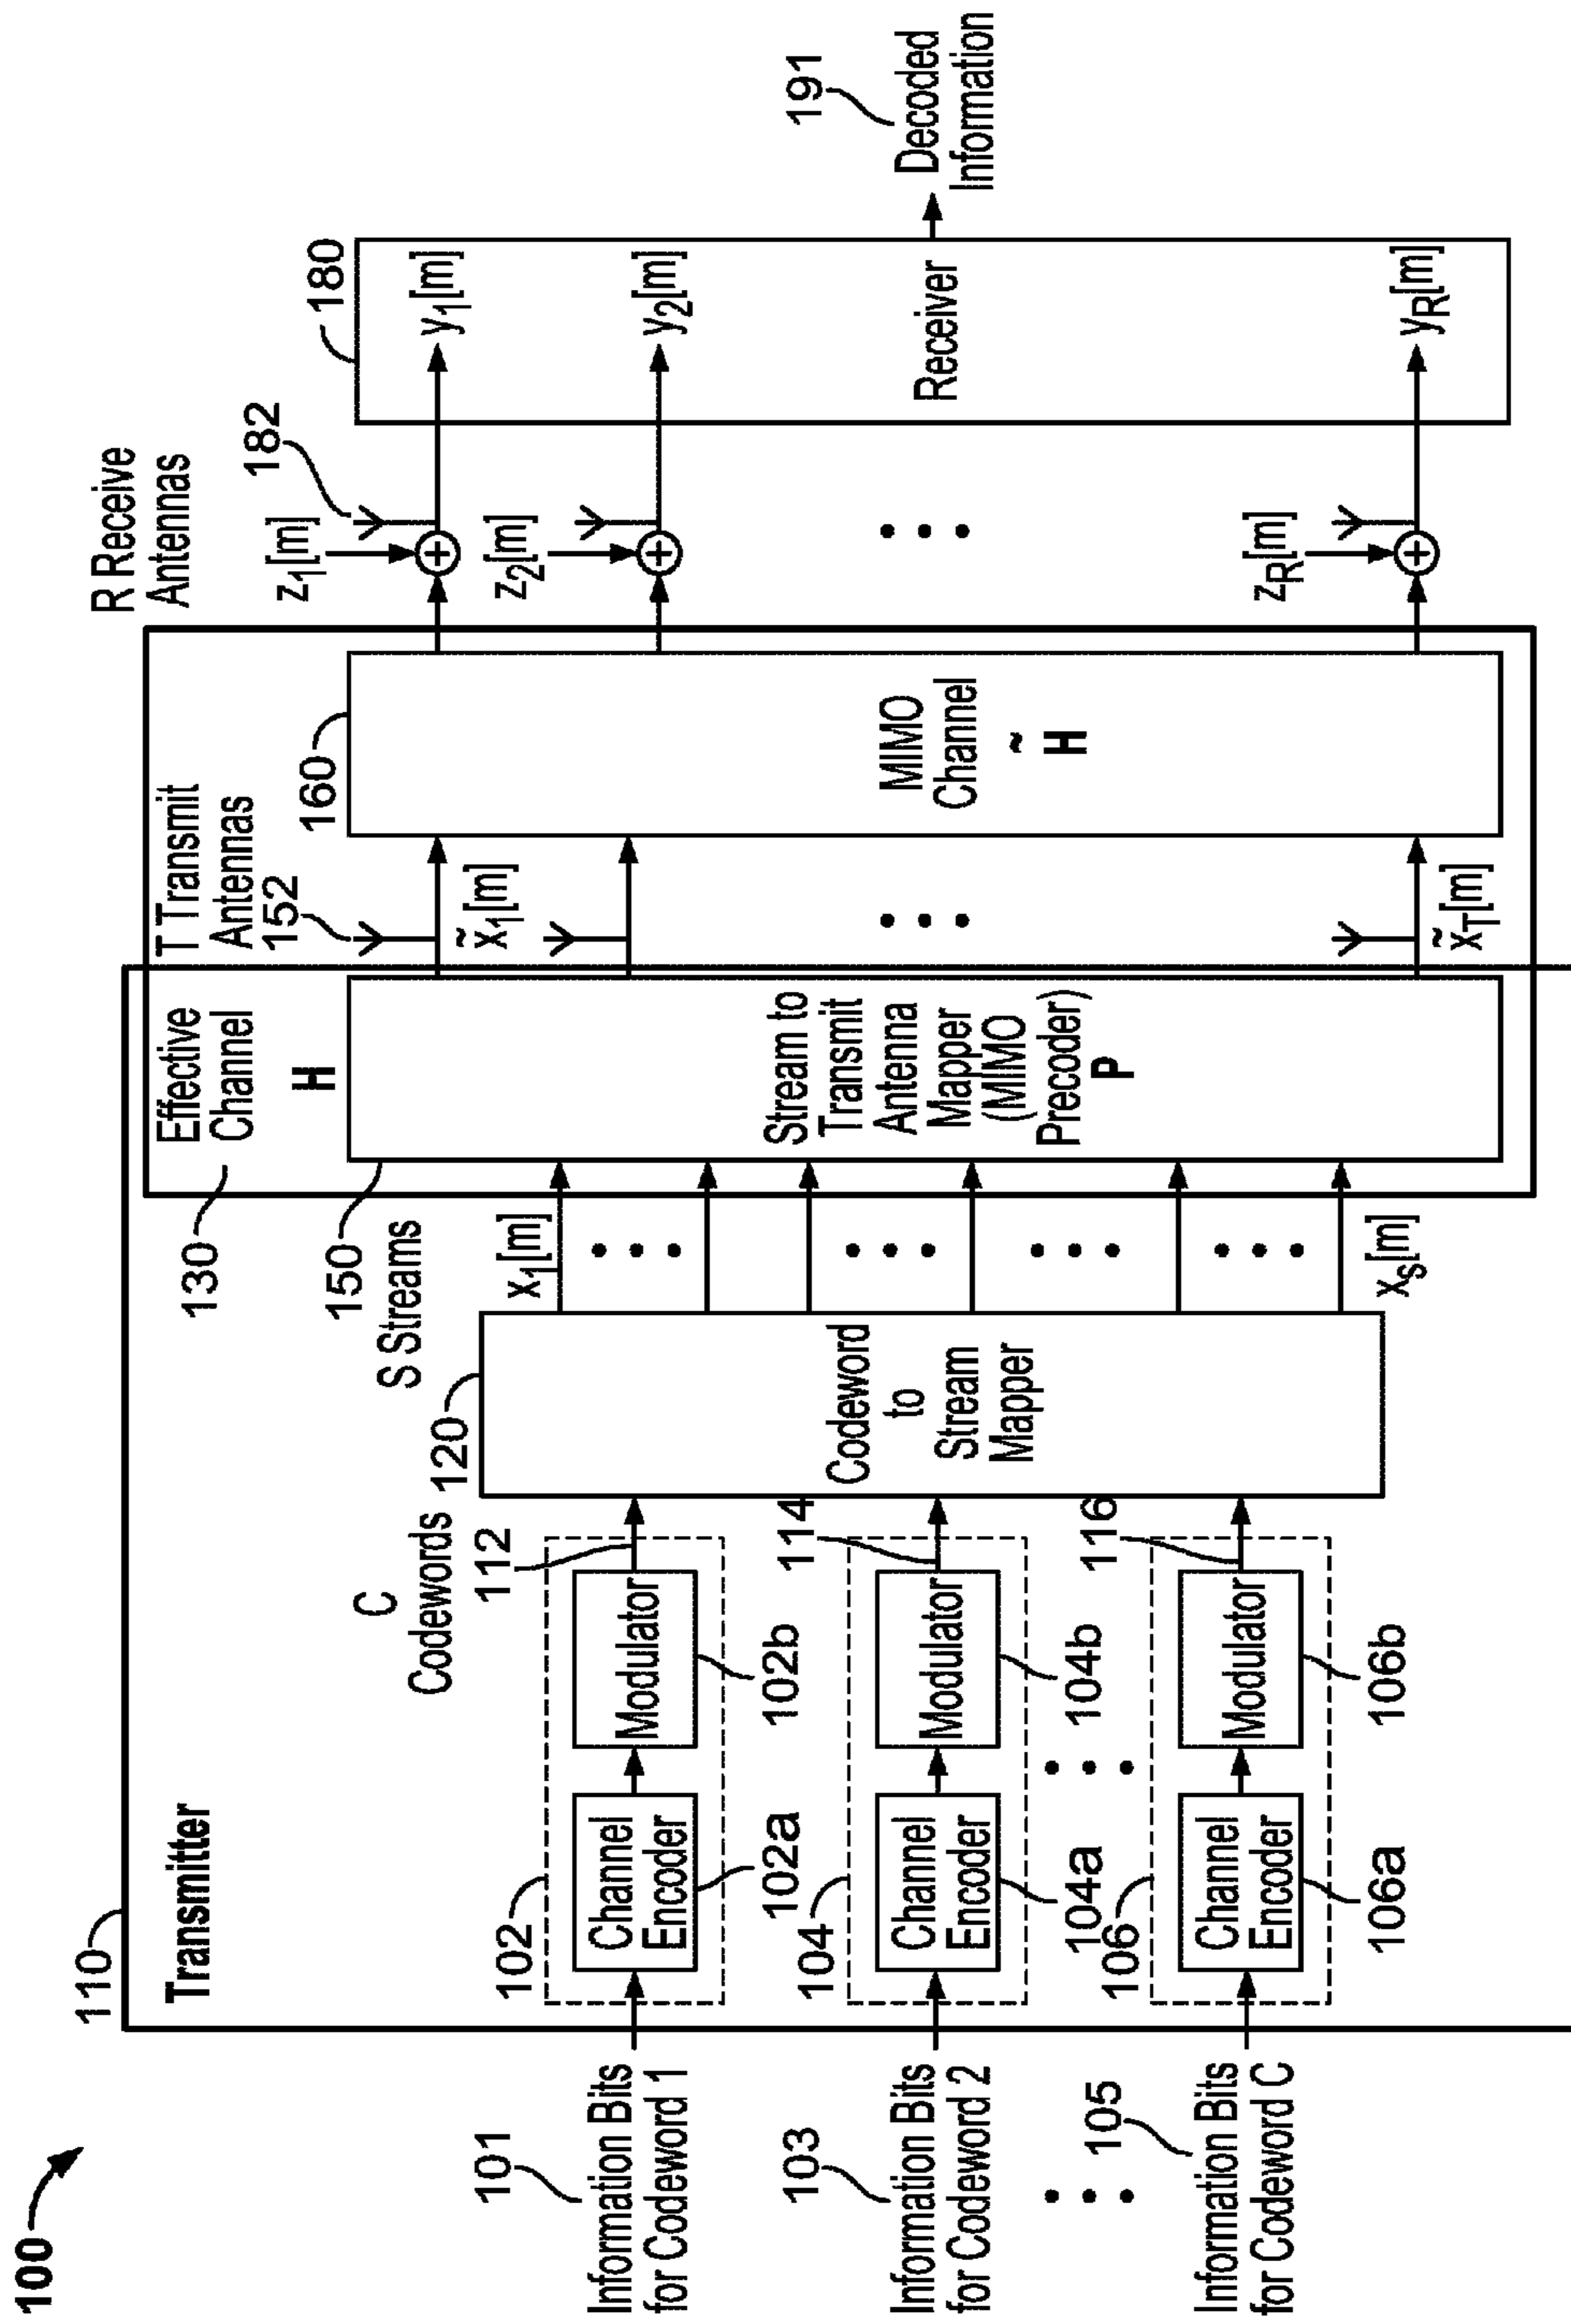 100
110
Transmitter
101
Information Bits
for Codeword 1
103
Information Bits
for Codeword 2
105
Information Bits
for Codeword C
102
Channel
Encoder
102a
Modulator
102b
104
Channel
Encoder
104a
Modulator
104b
106
Channel
Encoder
106a
Modulator
106b
C
Codewords
112
114
116
120
Codeword
to
Stream
Mapper
S Streams
x1[m]
xS[m]
130
Effective
Channel
H
150
Stream to
Transmit
Antenna
Mapper
(MIMO
Precoder)
P
T Transmit
Antennas
152
x̃1[m]
x̃T[m]
160
MIMO
Channel
H̃
R Receive
Antennas
z1[m]
182
z2[m]
zR[m]
180
y1[m]
y2[m]
Receiver
yR[m]
191
Decoded
Information